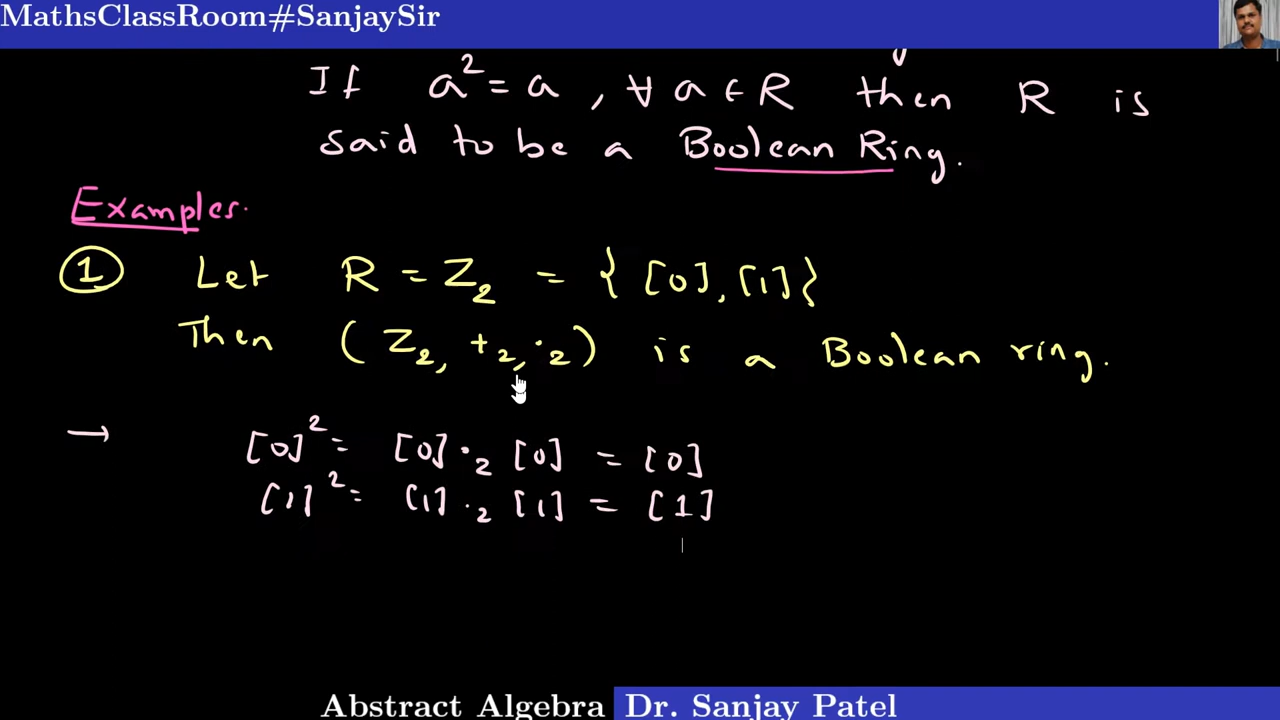 MathsClassRoom#SanjaySir
If a² = a , ∀ a ∈ R then R is
said to be a Boolean Ring.
Examples.
① Let R = Z₂ = { [0], [1] }
Then ( Z₂, +₂, ·₂ ) is a Boolean ring.
→ [0]² = [0] ·₂ [0] = [0]
[1]² = [1] ·₂ [1] = [1]
Abstract Algebra Dr. Sanjay Patel